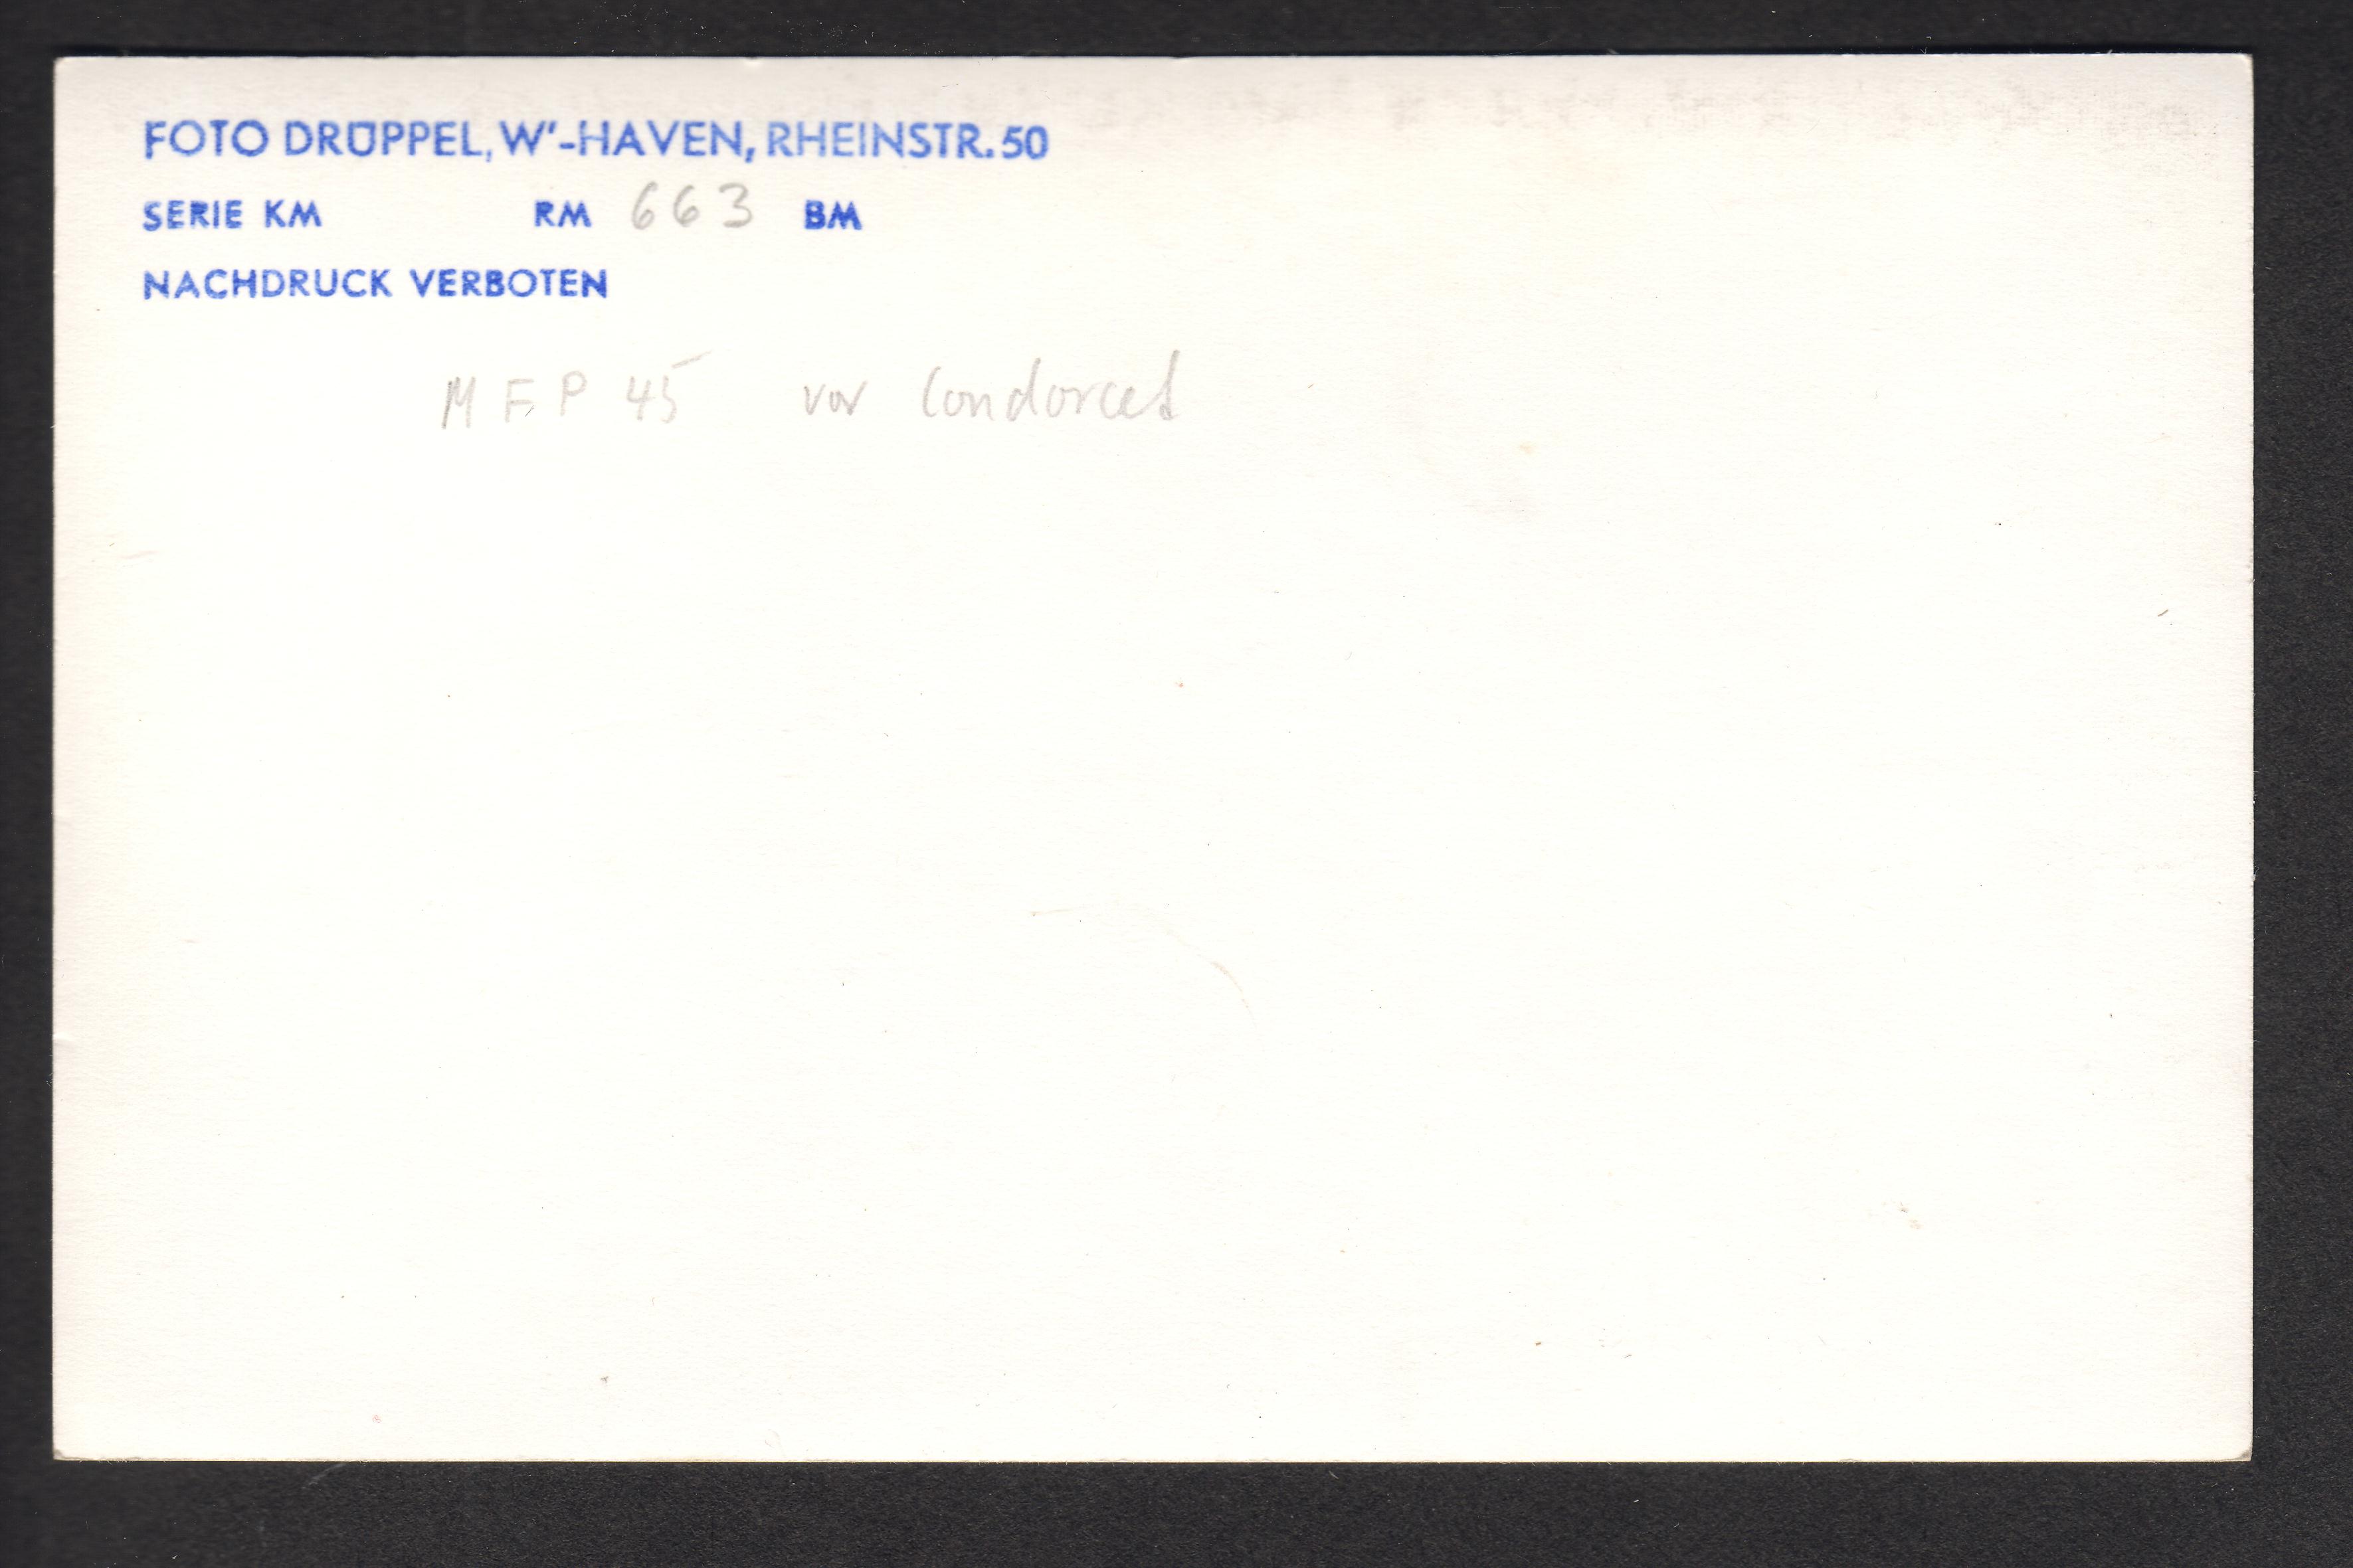 FOTO DRÜPPEL, W'-HAVEN, RHEINSTR. 50
SERIE KM RM 663 BM
NACHDRUCK VERBOTEN
MFP 45 vor Condorcet